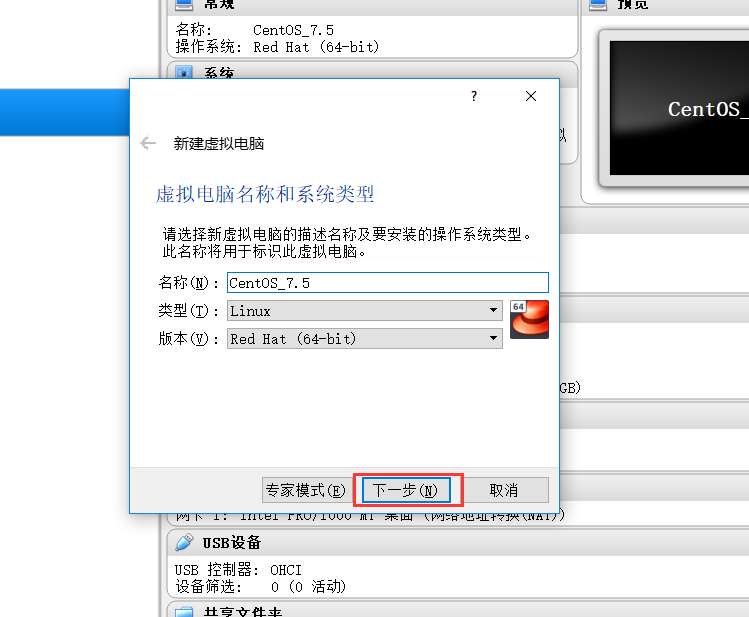 常规
预览
名称: CentOS_7.5
操作系统: Red Hat (64-bit)
系统
CentOS_
?
新建虚拟电脑
虚拟电脑名称和系统类型
请选择新虚拟电脑的描述名称及要安装的操作系统类型。
此名称将用于标识此虚拟电脑。
名称(N): CentOS_7.5
类型(T): Linux
64
版本(V): Red Hat (64-bit)
GB)
专家模式(E) 下一步(N) 取消
网卡 1: Intel PRO/1000 MT 桌面 (网络地址转换(NAT))
USB设备
USB 控制器: OHCI
设备筛选: 0 (0 活动)
共享文件夹